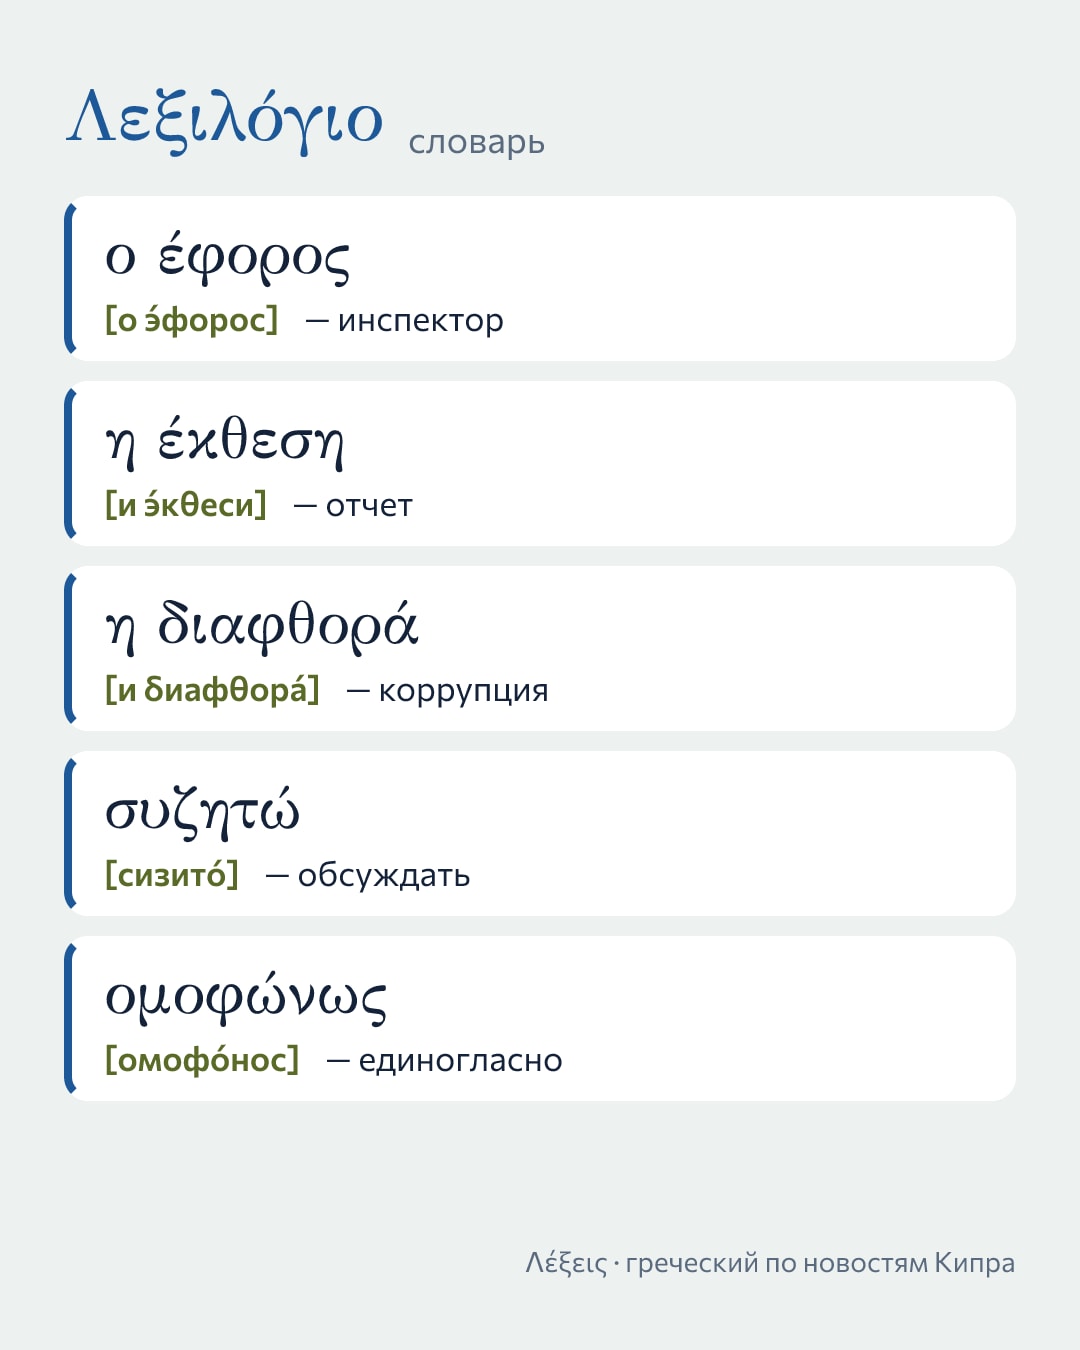 Λεξιλόγιο словарь
ο έφορος
[о э́форос] — инспектор
η έκθεση
[и э́кθеси] — отчет
η διαφθορά
[и δиафθора́] — коррупция
συζητώ
[сизито́] — обсуждать
ομοφώνως
[омофо́нос] — единогласно
Λέξεις · греческий по новостям Кипра